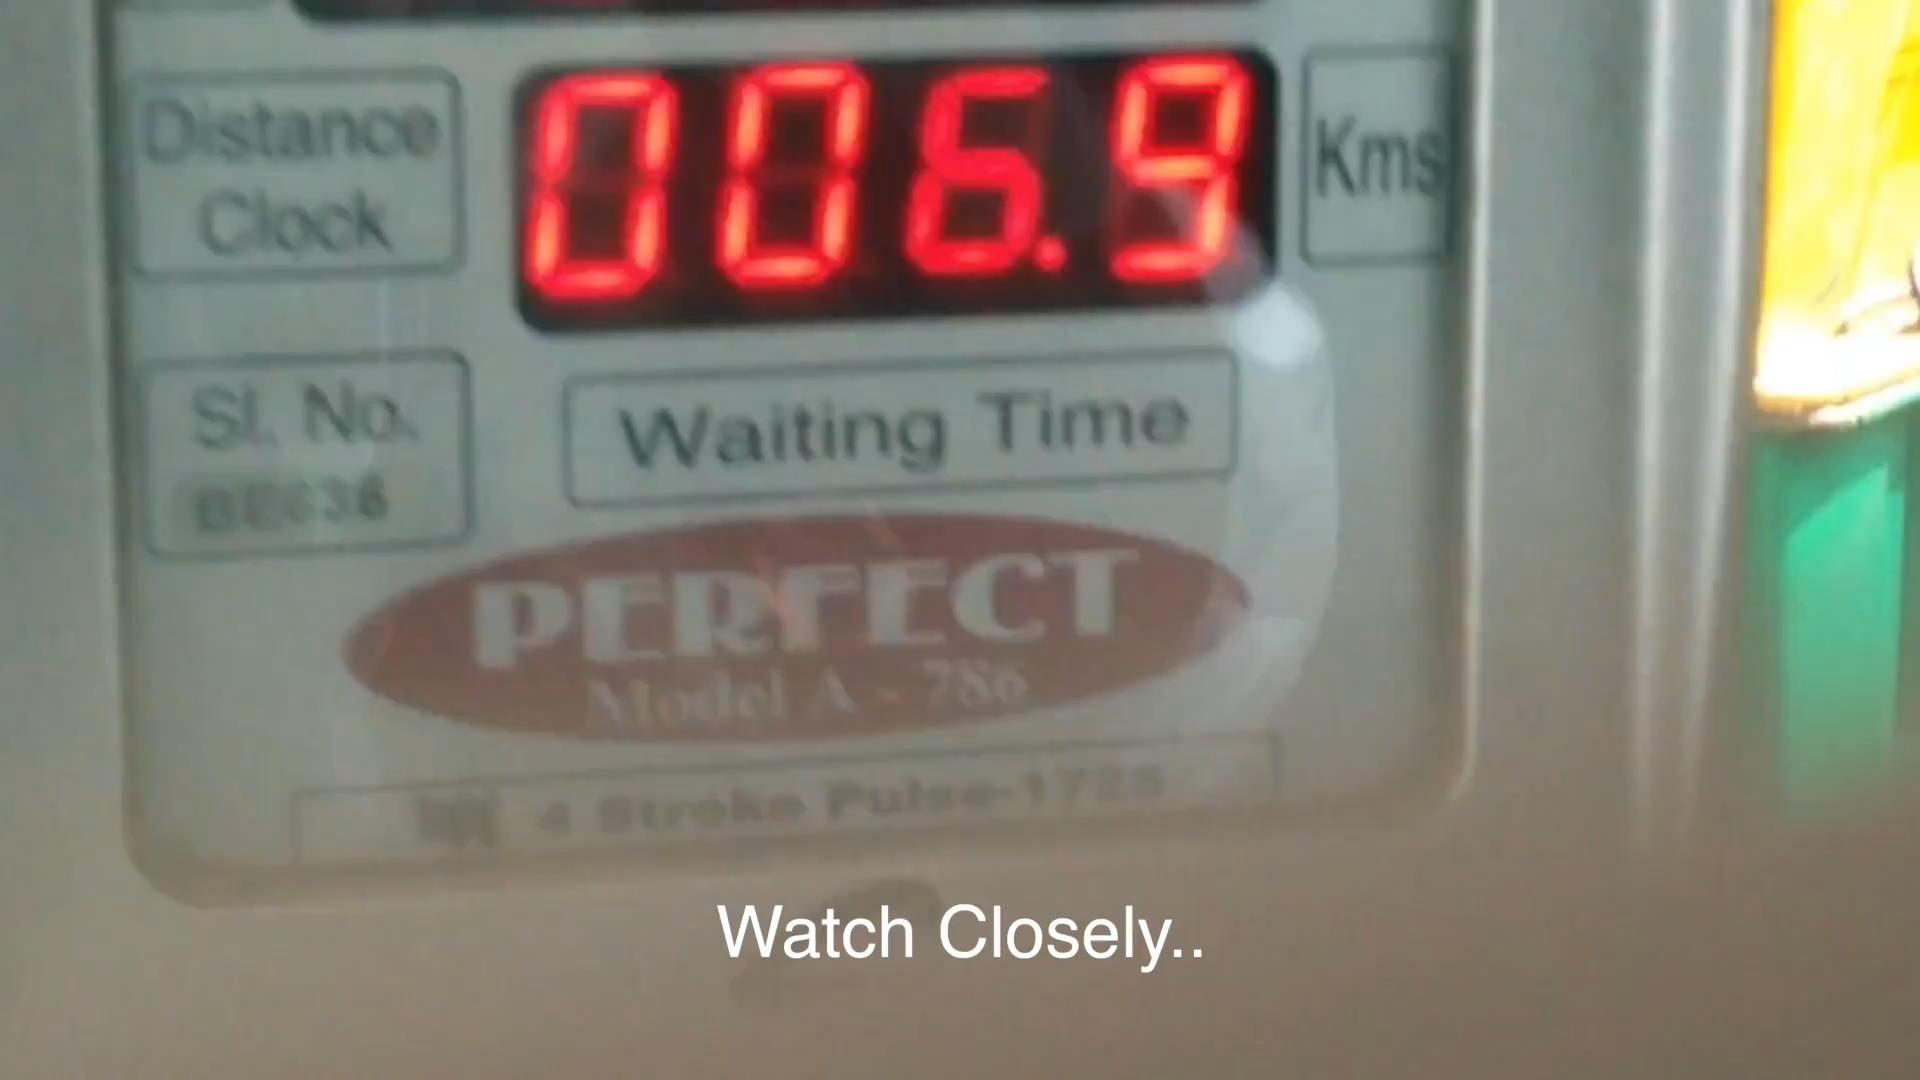 Distance
Clock
006.9
Kms
Sl. No.
Waiting Time
PERFECT
Model A - 786
4 Stroke Pulse-1725
Watch Closely..